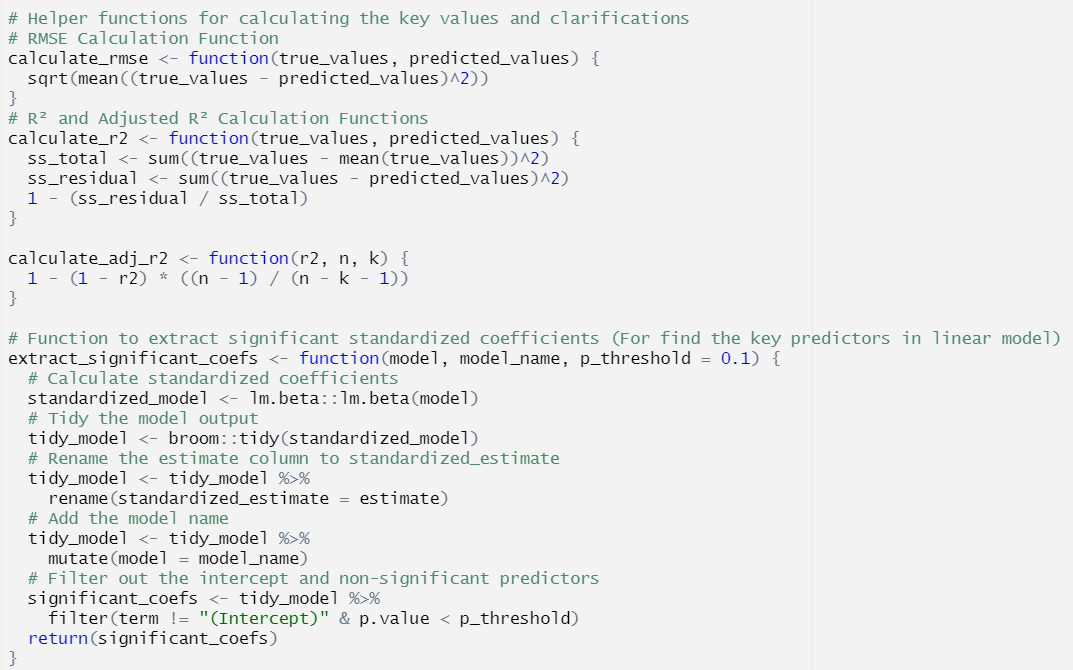 # Helper functions for calculating the key values and clarifications
# RMSE Calculation Function
calculate_rmse <- function(true_values, predicted_values) {
  sqrt(mean((true_values - predicted_values)^2))
}
# R² and Adjusted R² Calculation Functions
calculate_r2 <- function(true_values, predicted_values) {
  ss_total <- sum((true_values - mean(true_values))^2)
  ss_residual <- sum((true_values - predicted_values)^2)
  1 - (ss_residual / ss_total)
}

calculate_adj_r2 <- function(r2, n, k) {
  1 - (1 - r2) * ((n - 1) / (n - k - 1))
}

# Function to extract significant standardized coefficients (For find the key predictors in linear model)
extract_significant_coefs <- function(model, model_name, p_threshold = 0.1) {
  # Calculate standardized coefficients
  standardized_model <- lm.beta::lm.beta(model)
  # Tidy the model output
  tidy_model <- broom::tidy(standardized_model)
  # Rename the estimate column to standardized_estimate
  tidy_model <- tidy_model %>%
    rename(standardized_estimate = estimate)
  # Add the model name
  tidy_model <- tidy_model %>%
    mutate(model = model_name)
  # Filter out the intercept and non-significant predictors
  significant_coefs <- tidy_model %>%
    filter(term != "(Intercept)" & p.value < p_threshold)
  return(significant_coefs)
}